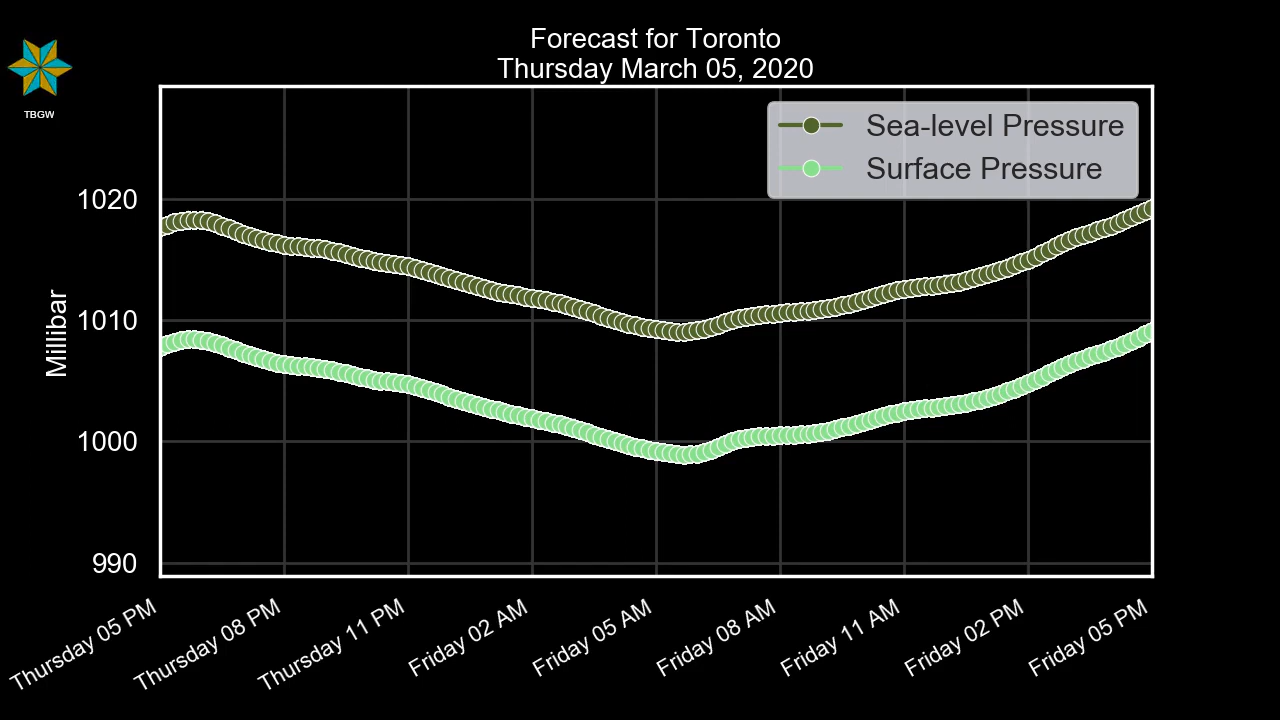 Forecast for Toronto
Thursday March 05, 2020
TBGW
Sea-level Pressure
Surface Pressure
1020
1010
1000
990
Millibar
Thursday 05 PM
Thursday 08 PM
Thursday 11 PM
Friday 02 AM
Friday 05 AM
Friday 08 AM
Friday 11 AM
Friday 02 PM
Friday 05 PM